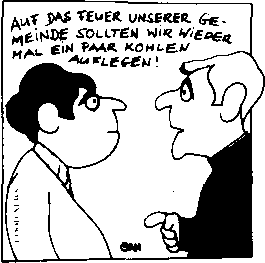 AUF DAS FEUER UNSERER GE-
MEINDE SOLLTEN WIR WIEDER
MAL EIN PAAR KOHLEN
AUFLEGEN!